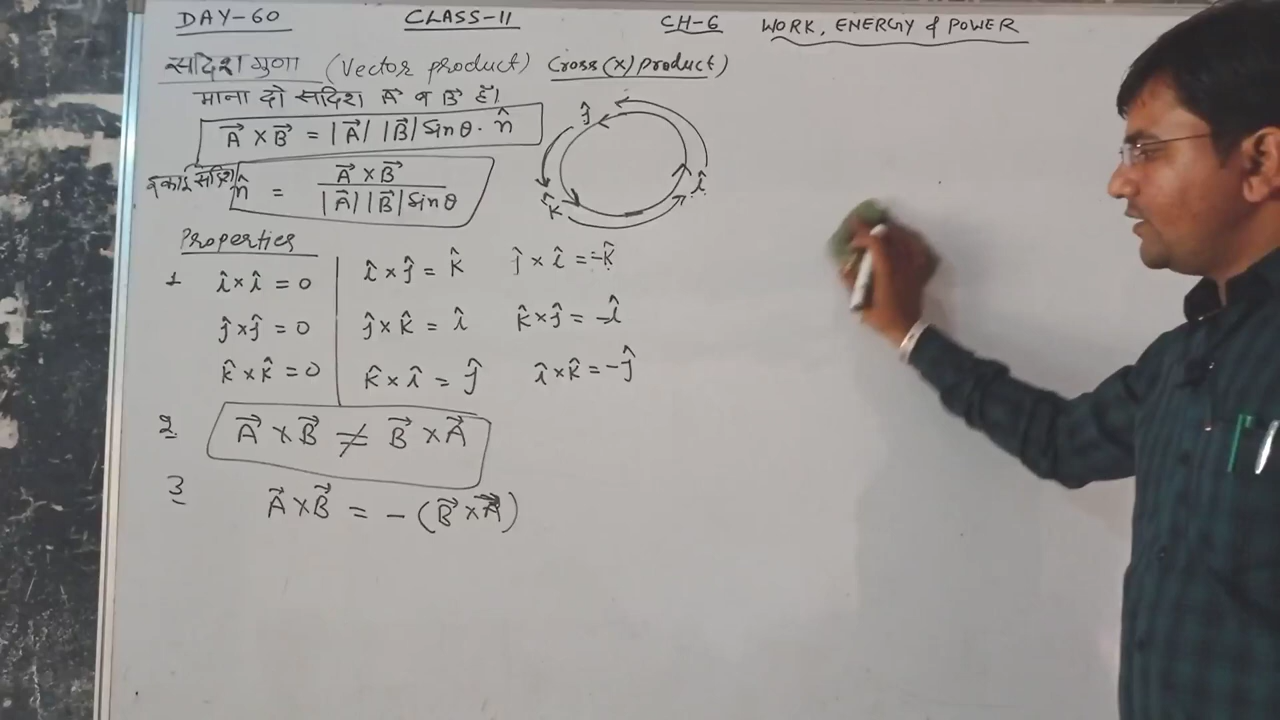 DAY-60 CLASS-11 CH-6 WORK, ENERGY & POWER
सदिश गुणा (Vector product) Cross(X) product)
माना दो सदिश A⃗ व B⃗ हैं।
A⃗ × B⃗ = |A⃗| |B⃗| Sinθ · n̂
इकाई सदिश n̂ = A⃗ × B⃗ / |A⃗| |B⃗| Sinθ
ĵ
î
k̂
Properties
1 î × î = 0 î × ĵ = k̂ ĵ × î = -k̂
ĵ × ĵ = 0 ĵ × k̂ = î k̂ × ĵ = -î
k̂ × k̂ = 0 k̂ × î = ĵ î × k̂ = -ĵ
2 A⃗ × B⃗ ≠ B⃗ × A⃗
3 A⃗ × B⃗ = - (B⃗ × A⃗)